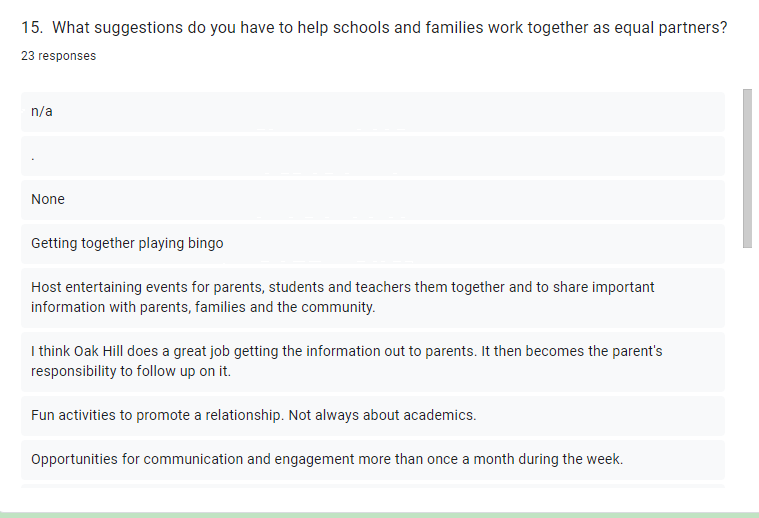 15. What suggestions do you have to help schools and families work together as equal partners?
23 responses
n/a
.
None
Getting together playing bingo
Host entertaining events for parents, students and teachers them together and to share important
information with parents, families and the community.
I think Oak Hill does a great job getting the information out to parents. It then becomes the parent's
responsibility to follow up on it.
Fun activities to promote a relationship. Not always about academics.
Opportunities for communication and engagement more than once a month during the week.